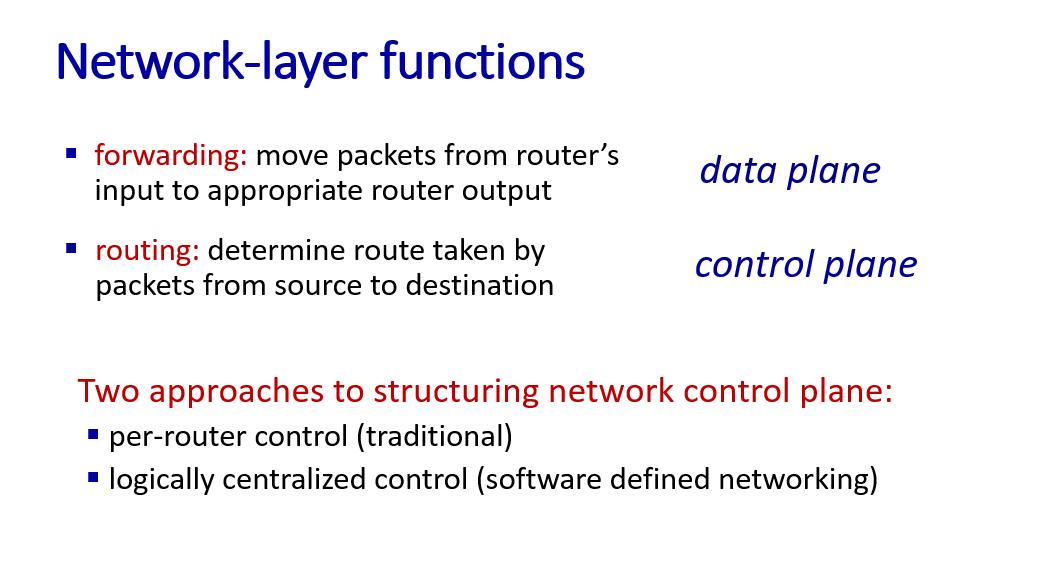 Network-layer functions
▪ forwarding: move packets from router’s
input to appropriate router output
data plane
▪ routing: determine route taken by
packets from source to destination
control plane
Two approaches to structuring network control plane:
▪ per-router control (traditional)
▪ logically centralized control (software defined networking)